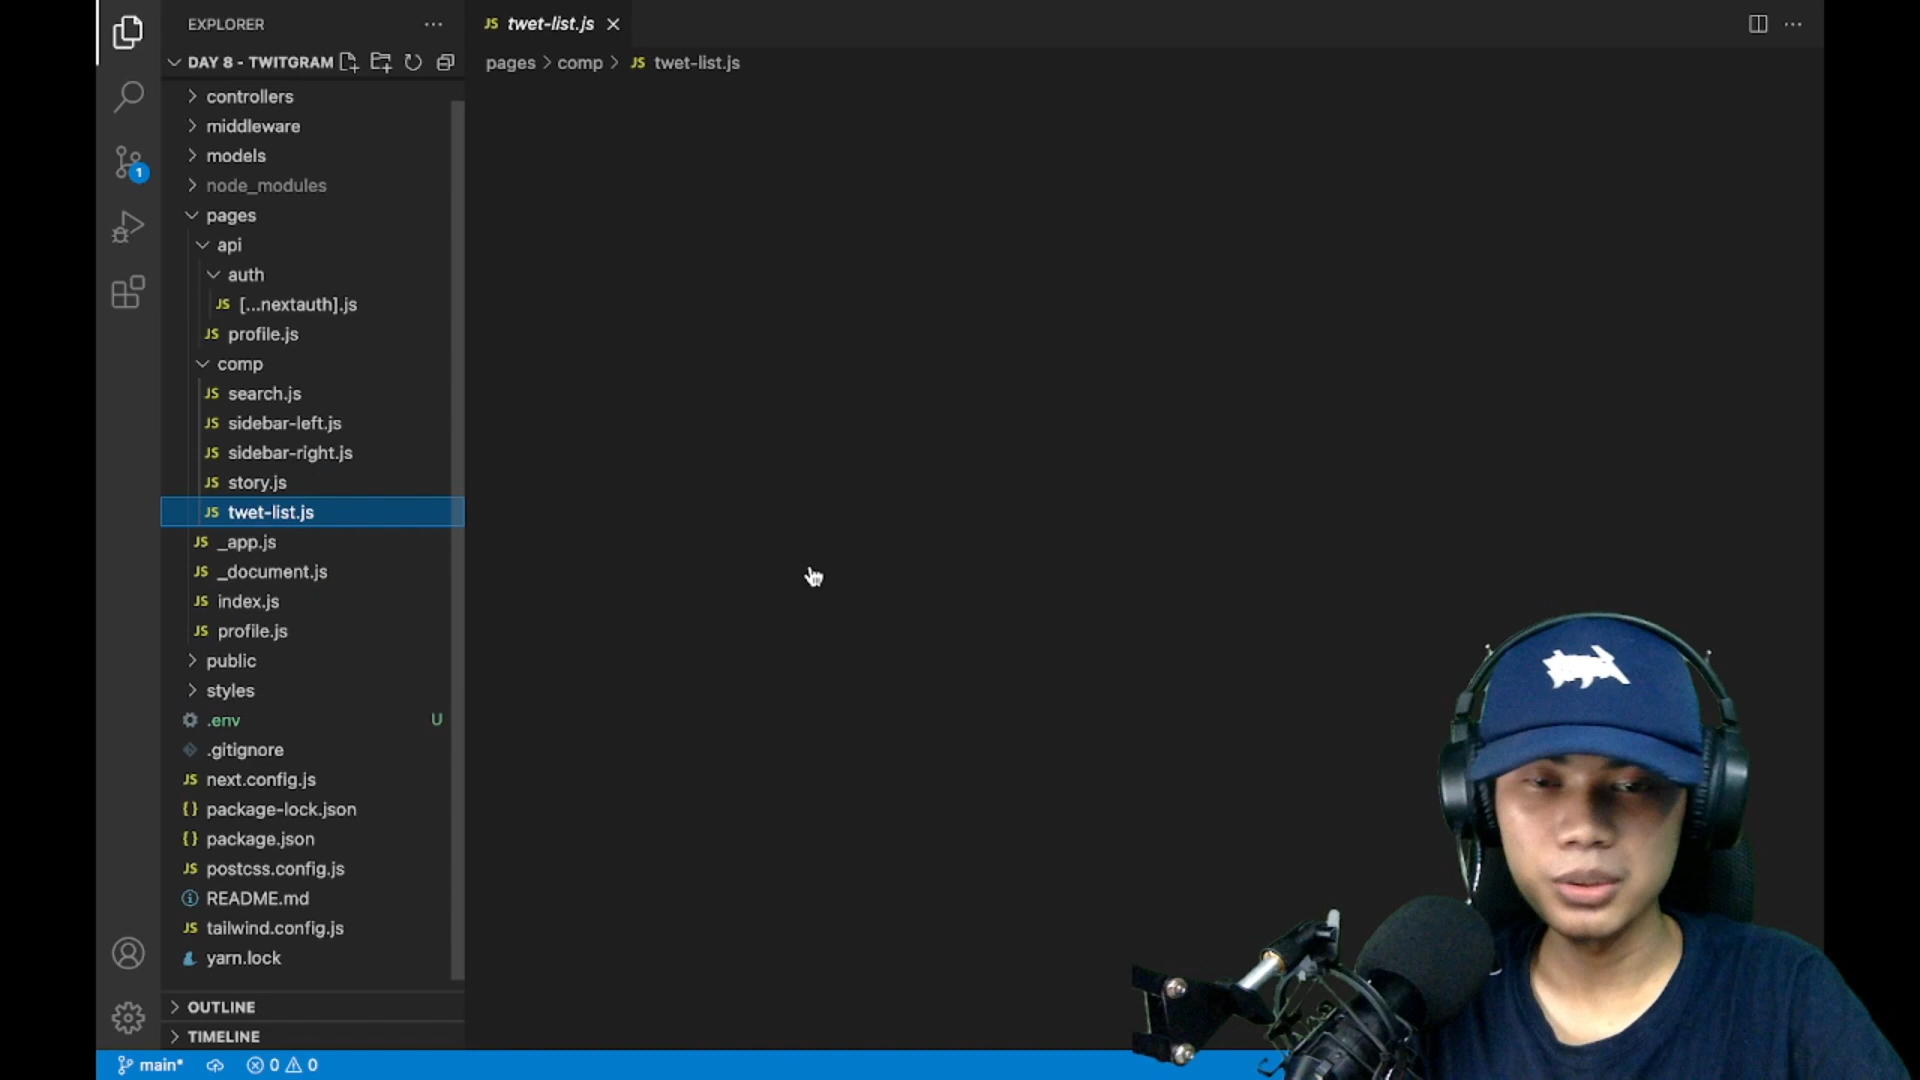 EXPLORER
DAY 8 - TWITGRAM
controllers
middleware
models
node_modules
pages
api
auth
JS [...nextauth].js
JS profile.js
comp
JS search.js
JS sidebar-left.js
JS sidebar-right.js
JS story.js
JS twet-list.js
JS _app.js
JS _document.js
JS index.js
JS profile.js
public
styles
.env U
.gitignore
JS next.config.js
{} package-lock.json
{} package.json
JS postcss.config.js
README.md
JS tailwind.config.js
yarn.lock
OUTLINE
TIMELINE
1
main* 0 0
JS twet-list.js
pages > comp > JS twet-list.js